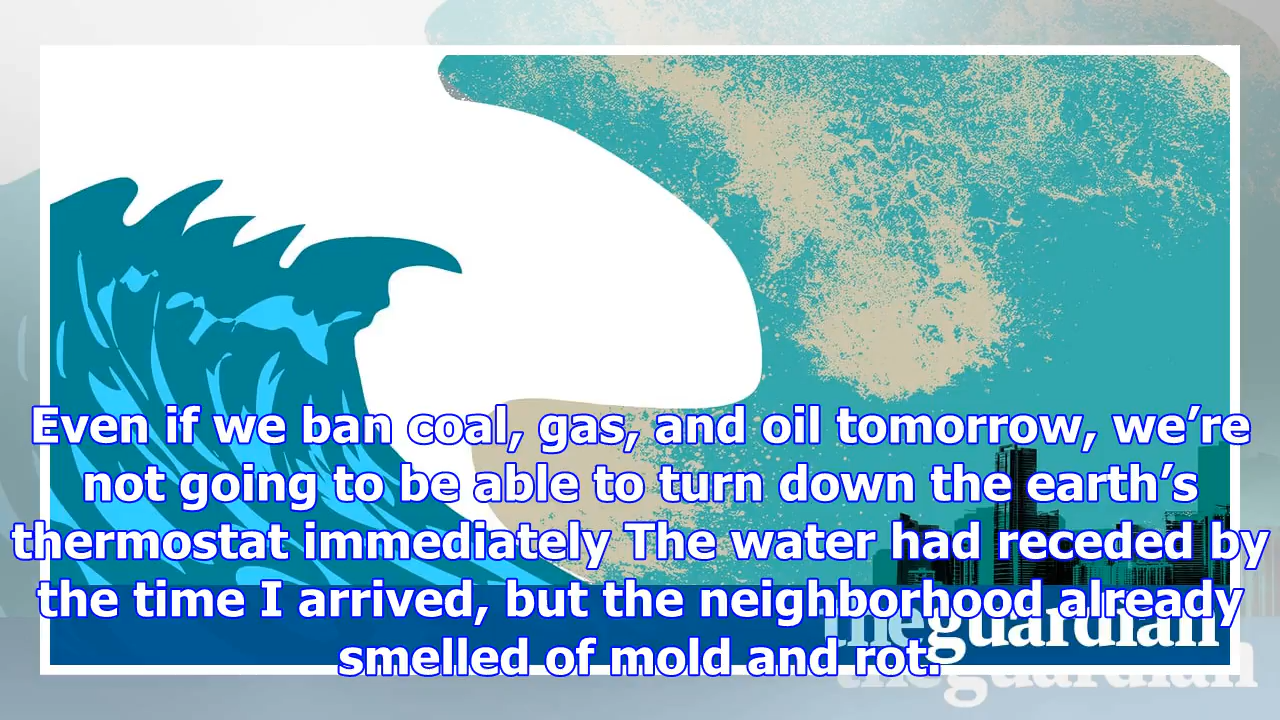 Even if we ban coal, gas, and oil tomorrow, we’re
not going to be able to turn down the earth’s
thermostat immediately The water had receded by
the time I arrived, but the neighborhood already
smelled of mold and rot.
theguardian
theguardian